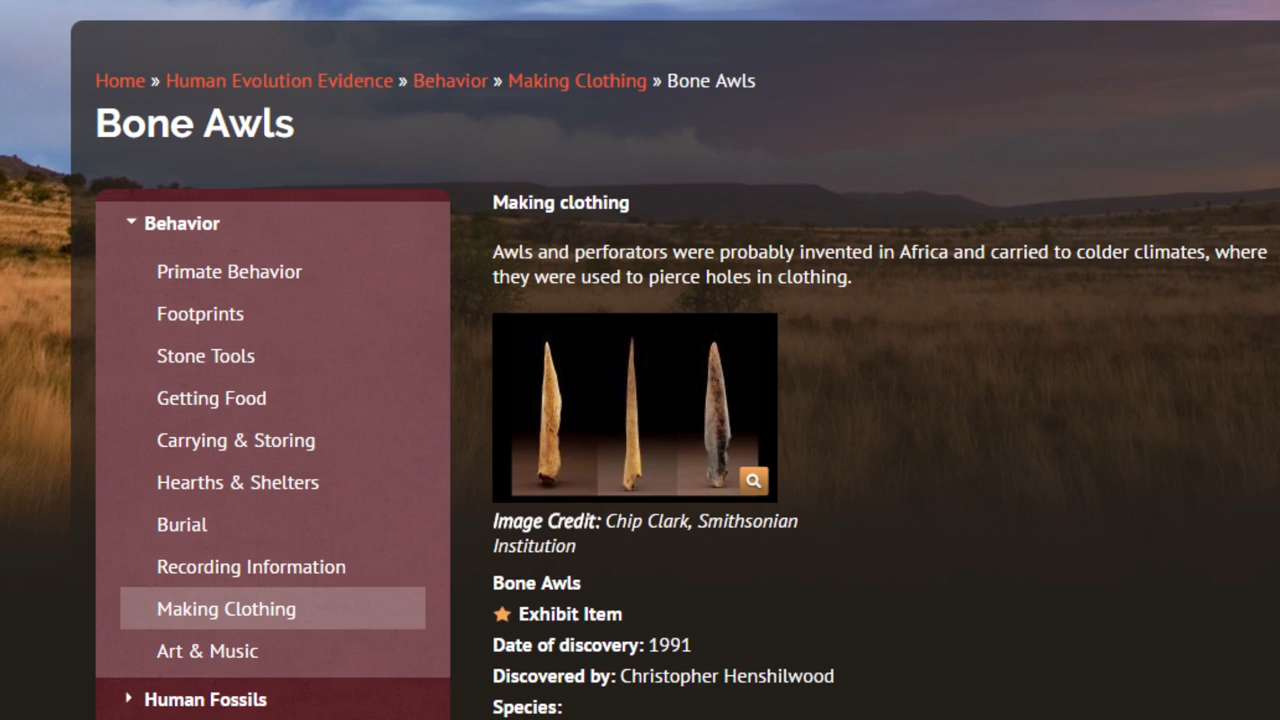 Home » Human Evolution Evidence » Behavior » Making Clothing » Bone Awls
Bone Awls
Behavior
Primate Behavior
Footprints
Stone Tools
Getting Food
Carrying & Storing
Hearths & Shelters
Burial
Recording Information
Making Clothing
Art & Music
Human Fossils
Making clothing
Awls and perforators were probably invented in Africa and carried to colder climates, where
they were used to pierce holes in clothing.
Image Credit: Chip Clark, Smithsonian
Institution
Bone Awls
Exhibit Item
Date of discovery: 1991
Discovered by: Christopher Henshilwood
Species: